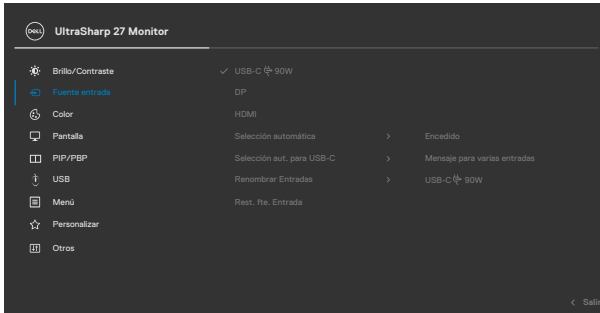 DELL UltraSharp 27 Monitor
Brillo/Contraste ✓ USB-C 90W
Fuente entrada DP
Color HDMI
Pantalla Selección automática > Encedido
PIP/PBP Selección aut. para USB-C > Mensaje para varias entradas
USB Renombrar Entradas > USB-C 90W
Menú Rest. fte. Entrada
Personalizar
Otros
< Salir